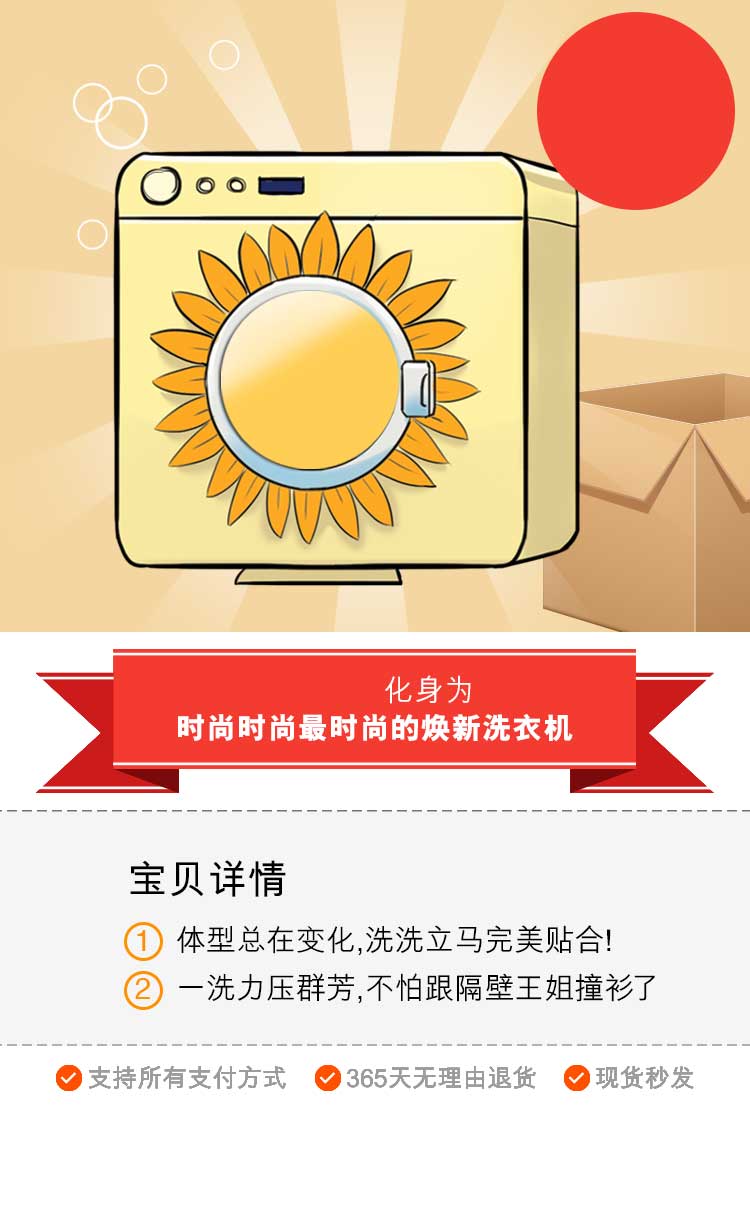 化身为
时尚时尚最时尚的焕新洗衣机
宝贝详情
1 体型总在变化,洗洗立马完美贴合!
2 一洗力压群芳,不怕跟隔壁王姐撞衫了
支持所有支付方式 365天无理由退货 现货秒发